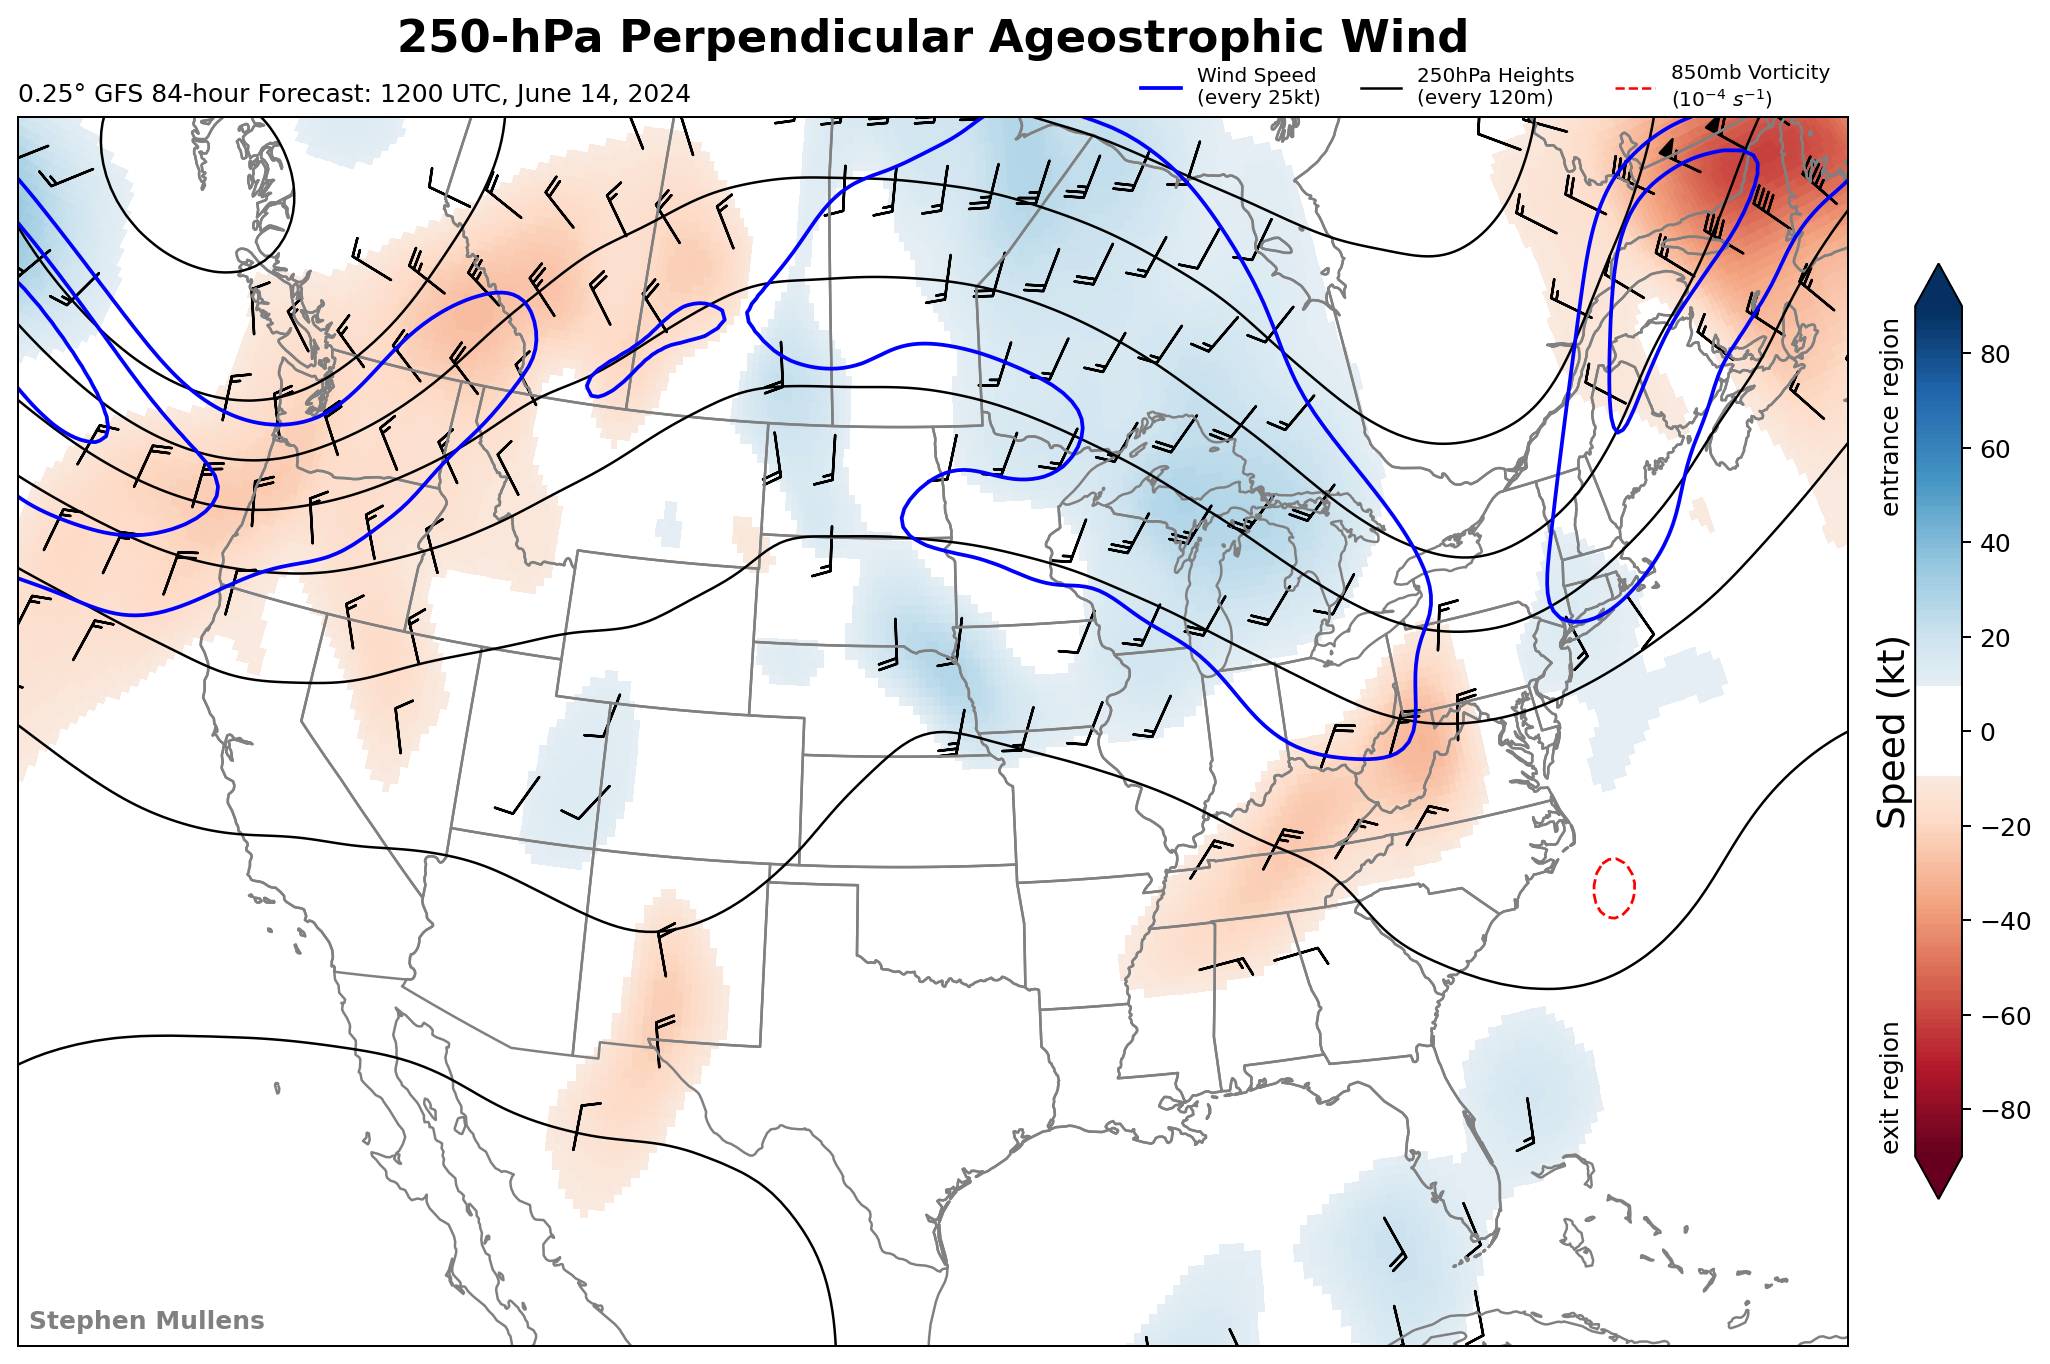 250-hPa Perpendicular Ageostrophic Wind
0.25° GFS 84-hour Forecast: 1200 UTC, June 14, 2024
Wind Speed
(every 25kt)
250hPa Heights
(every 120m)
850mb Vorticity
(10⁻⁴ s⁻¹)
entrance region
exit region
Speed (kt)
80
60
40
20
0
−20
−40
−60
−80
Stephen Mullens